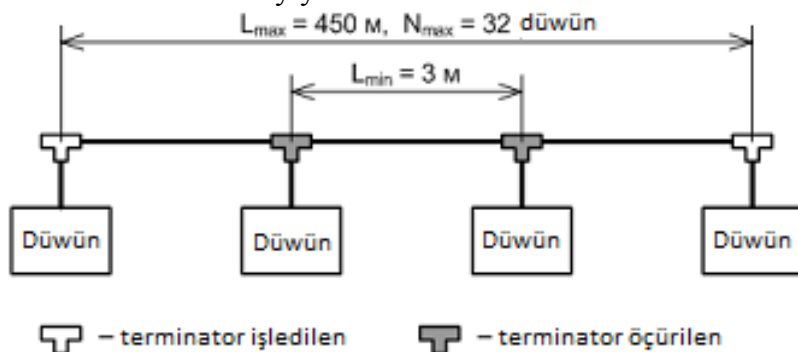 Lmax = 450 м, Nmax = 32 düwün
Lmin = 3 м
Düwün Düwün Düwün Düwün
– terminator işledilen – terminator öçürilen